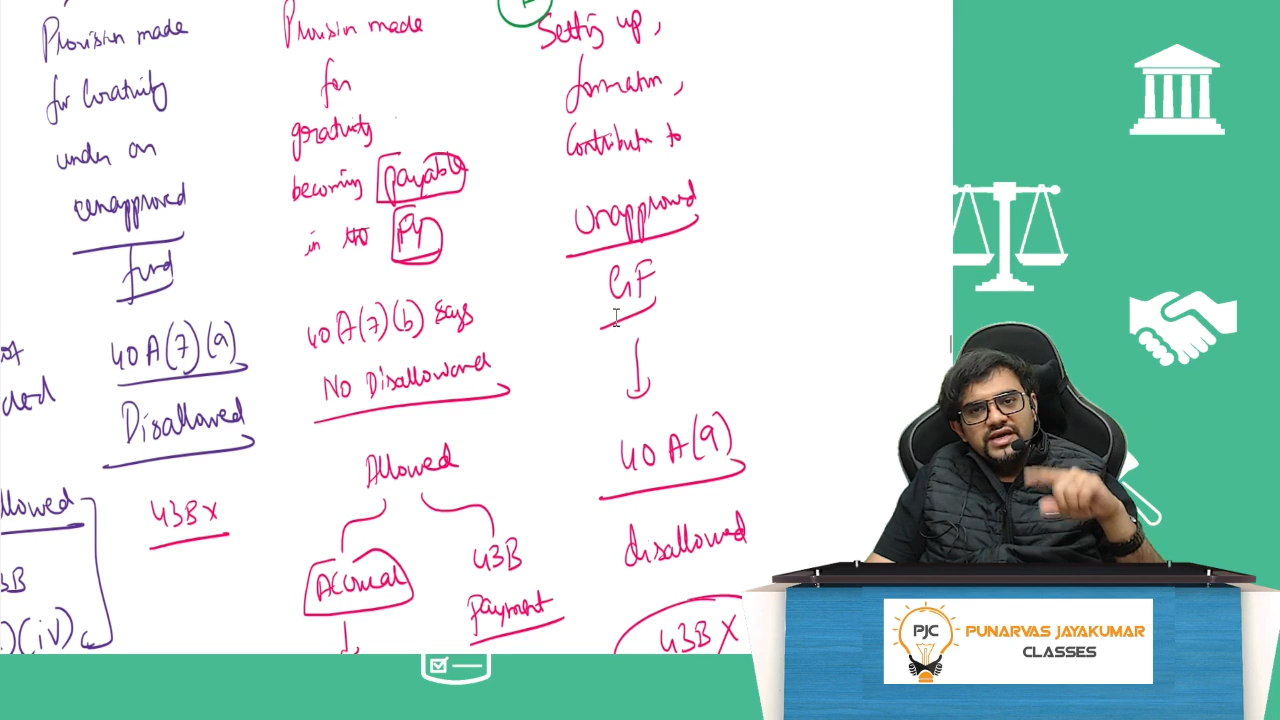 Provision made
for Gratuity
under an
unapproved
fund
40A(7)(a)
Disallowed
43B X
Provision made
for
gratuity
becoming payable
in the PY
40A(7)(b) says
No Disallowance
Allowed
Accrual
43B
Payment
Setting up,
formation,
Contribution to
Unapproved
GF
40A(9)
disallowed
43B X
PJC
PUNARVAS JAYAKUMAR
CLASSES